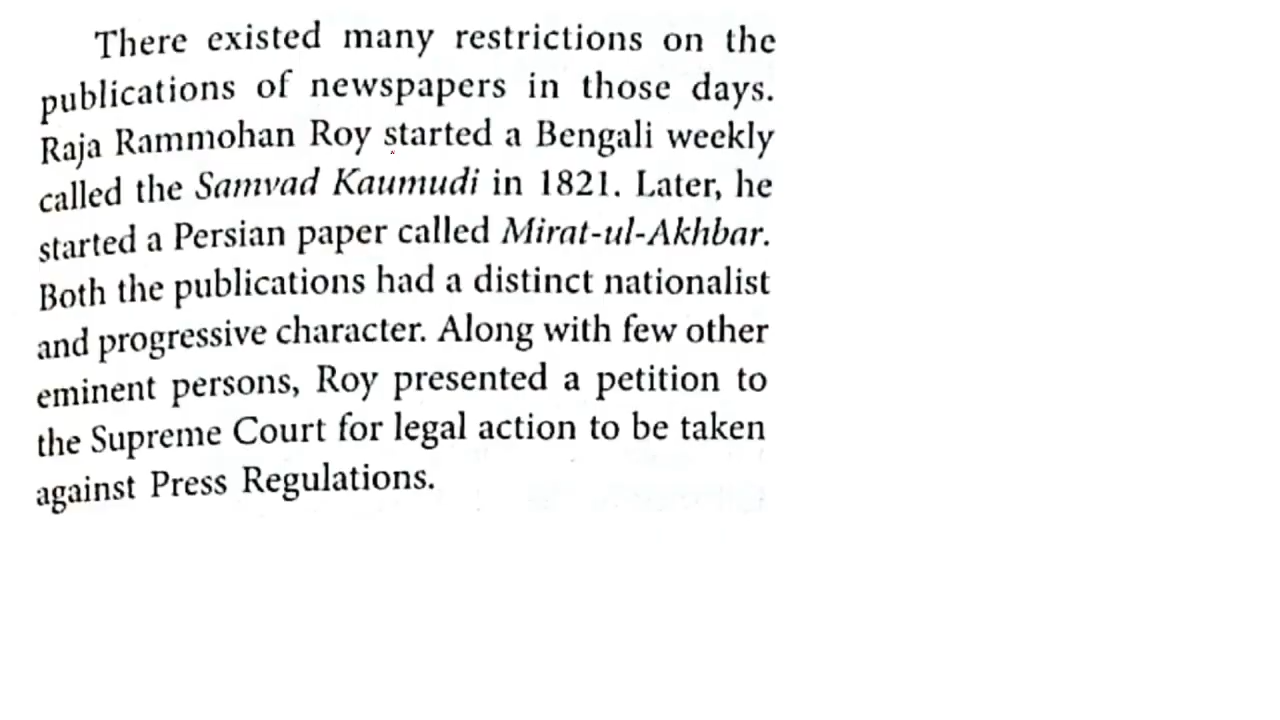 There existed many restrictions on the
publications of newspapers in those days.
Raja Rammohan Roy started a Bengali weekly
called the Samvad Kaumudi in 1821. Later, he
started a Persian paper called Mirat-ul-Akhbar.
Both the publications had a distinct nationalist
and progressive character. Along with few other
eminent persons, Roy presented a petition to
the Supreme Court for legal action to be taken
against Press Regulations.